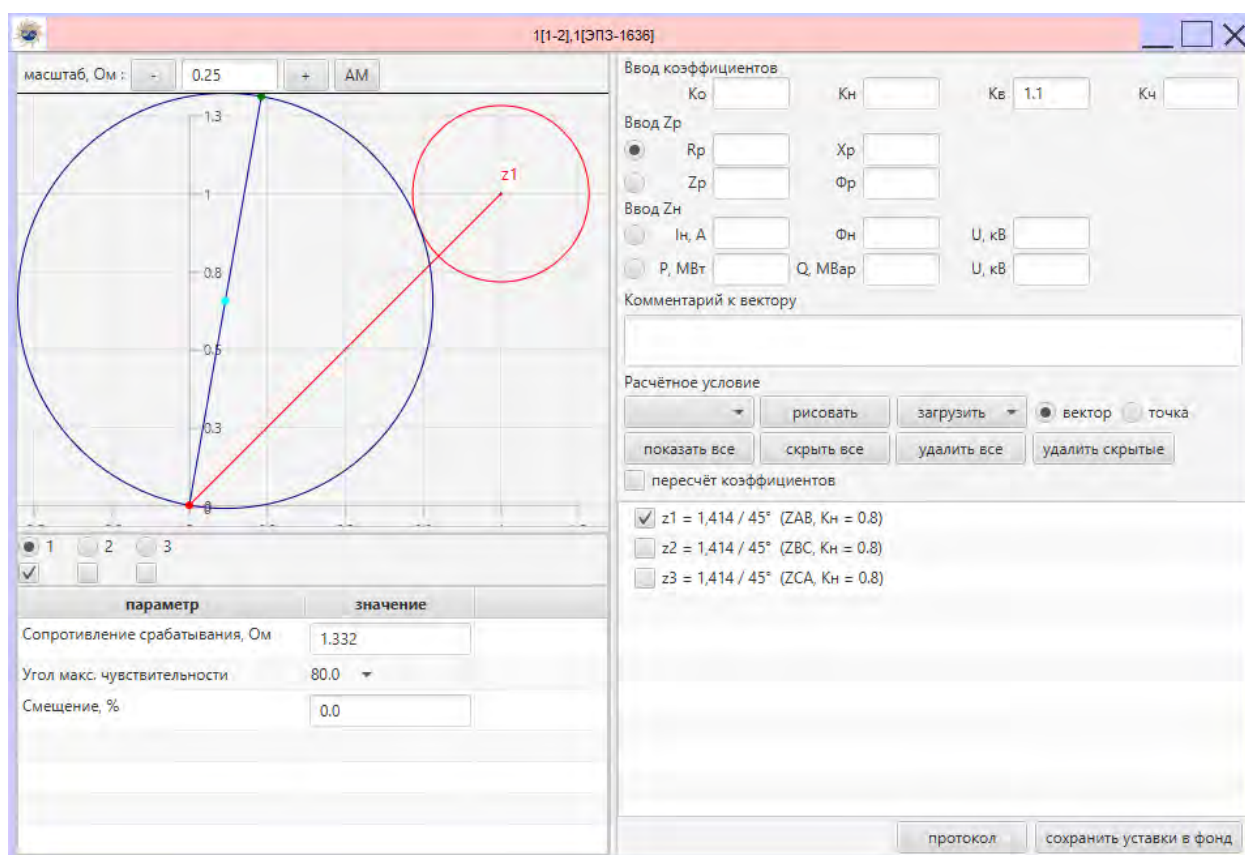 1[1-2],1[ЭПЗ-1636]
масштаб, Ом : - 0.25 + АМ
1.3
z1
1
0.8
0.5
0.3
0
1 2 3
параметр значение
Сопротивление срабатывания, Ом 1.332
Угол макс. чувствительности 80.0
Смещение, % 0.0
Ввод коэффициентов
Ко Кн Кв 1.1 Кч
Ввод Zр
Rр Хр
Zр Фр
Ввод Zн
Iн, А Фн U, кВ
Р, МВт Q, МВар U, кВ
Комментарий к вектору
Расчётное условие
рисовать загрузить вектор точка
показать все скрыть все удалить все удалить скрытые
пересчёт коэффициентов
z1 = 1,414 / 45° (ZAB, Кн = 0.8)
z2 = 1,414 / 45° (ZBC, Кн = 0.8)
z3 = 1,414 / 45° (ZCA, Кн = 0.8)
протокол сохранить уставки в фонд